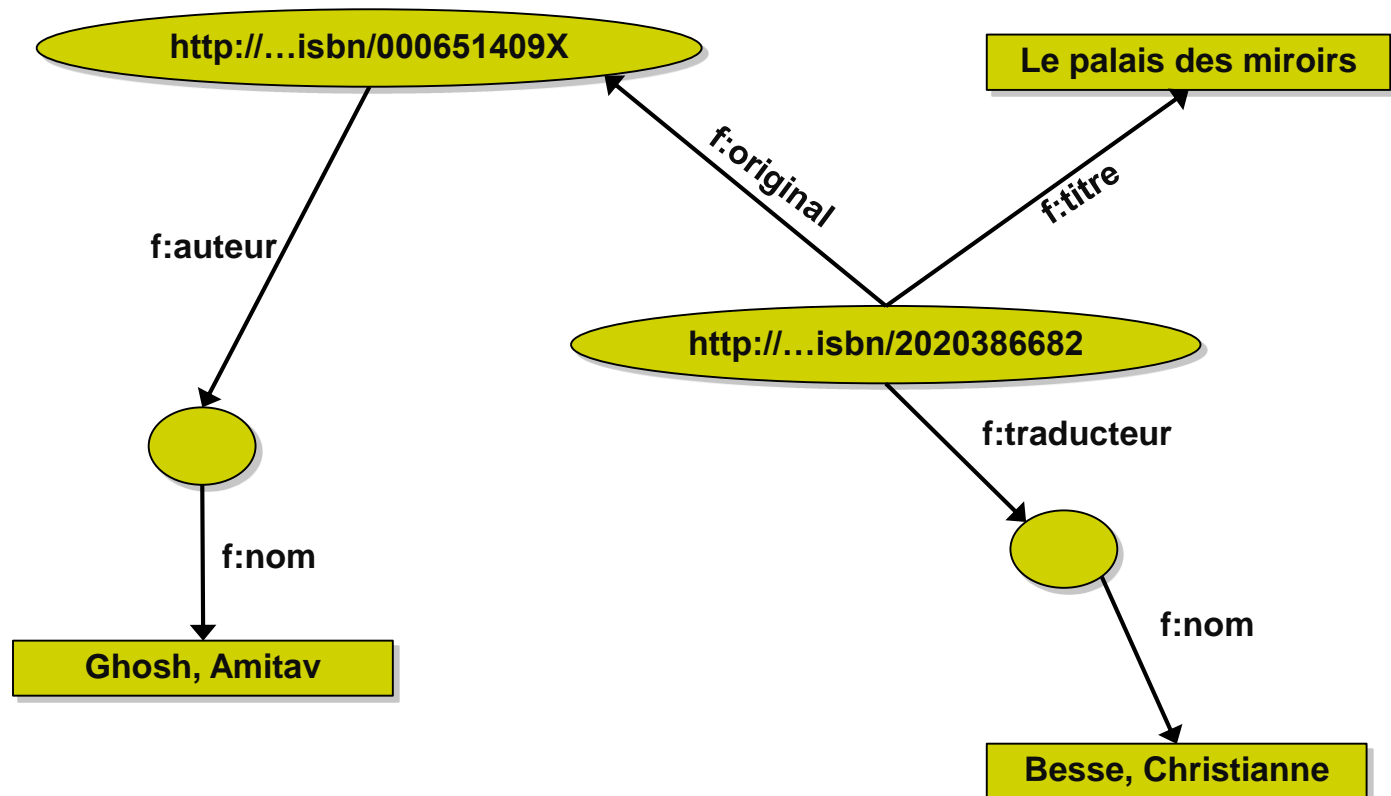 http://…isbn/000651409X
Le palais des miroirs
f:original
f:titre
f:auteur
http://…isbn/2020386682
f:traducteur
f:nom
f:nom
Ghosh, Amitav
Besse, Christianne